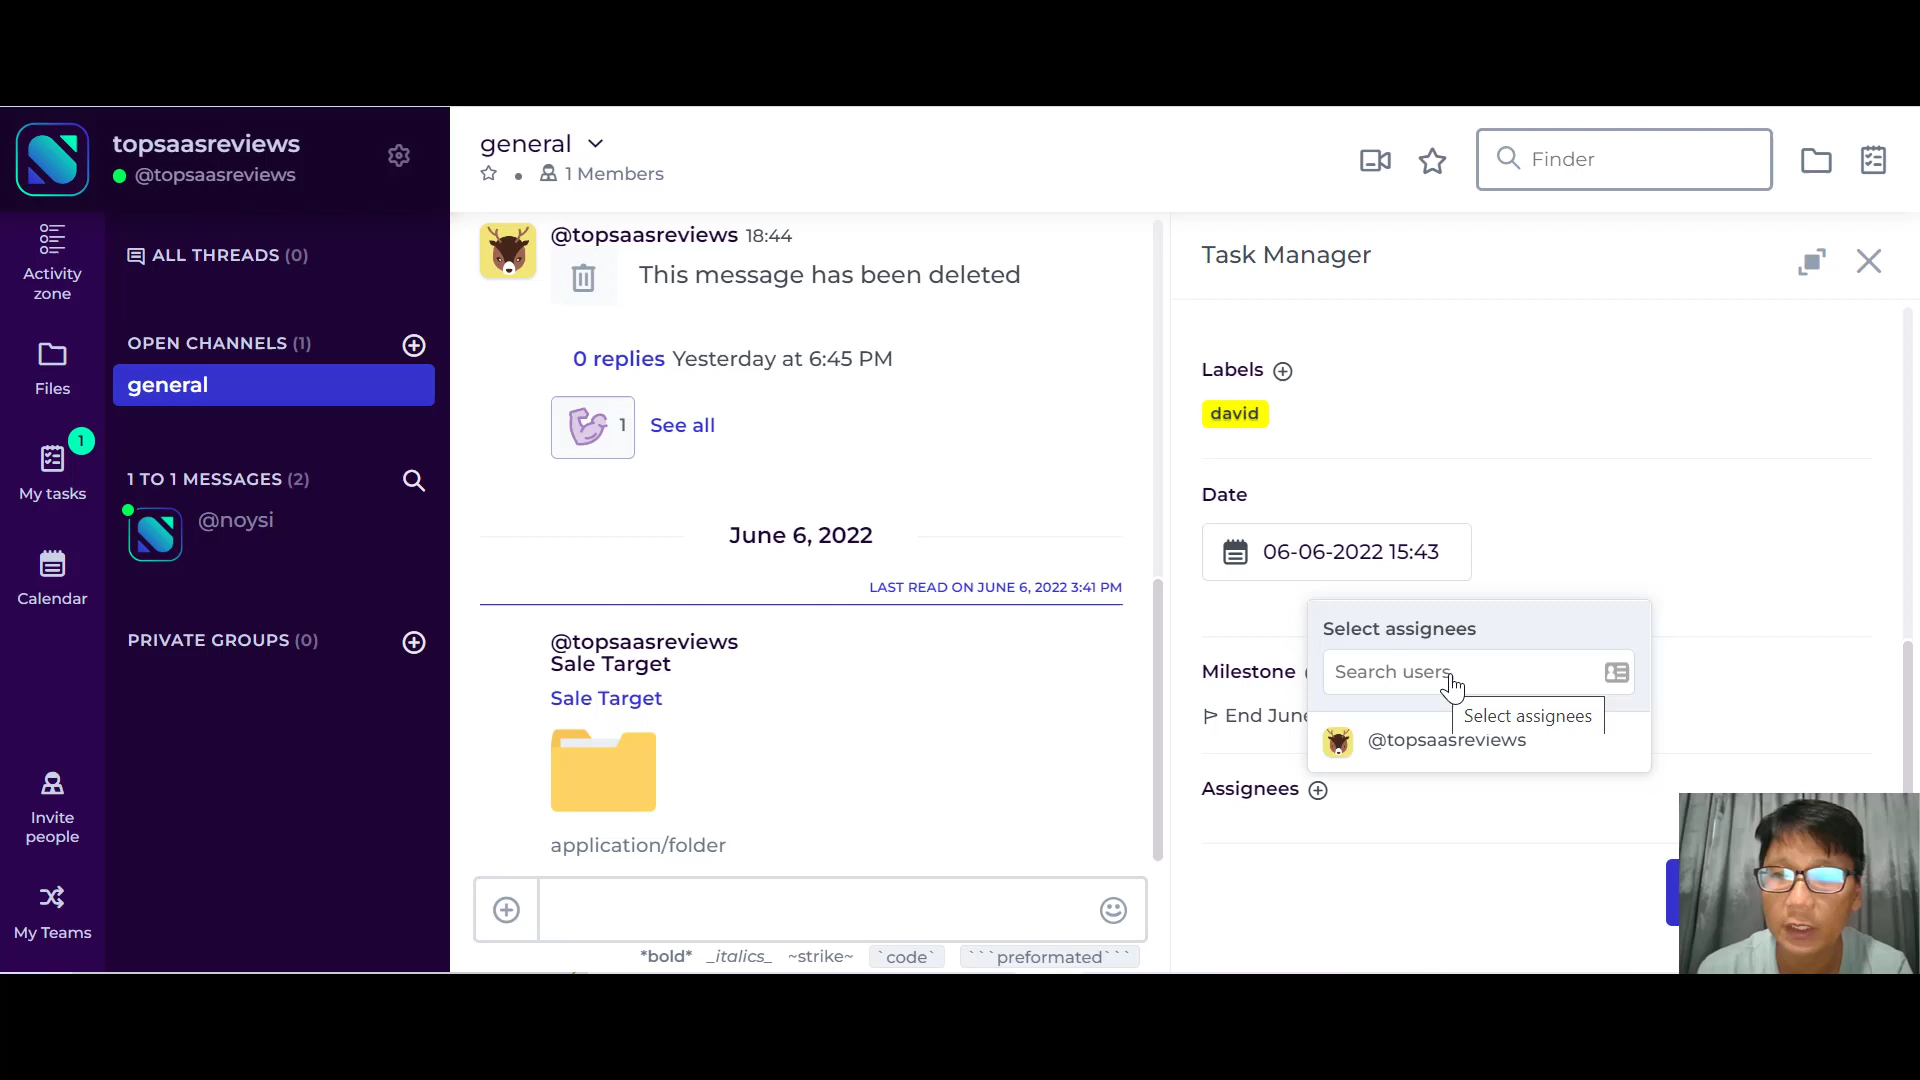 topsaasreviews
@topsaasreviews
Activity
zone
Files
1
My tasks
Calendar
Invite
people
My Teams
ALL THREADS (0)
OPEN CHANNELS (1)
general
1 TO 1 MESSAGES (2)
@noysi
PRIVATE GROUPS (0)
general
1 Members
Finder
@topsaasreviews 18:44
This message has been deleted
0 replies Yesterday at 6:45 PM
1 See all
June 6, 2022
LAST READ ON JUNE 6, 2022 3:41 PM
@topsaasreviews
Sale Target
Sale Target
application/folder
*bold* _italics_ ~strike~ `code` ```preformated```
Task Manager
Labels
david
Date
06-06-2022 15:43
Select assignees
Search users
Select assignees
@topsaasreviews
Milestone
End June
Assignees